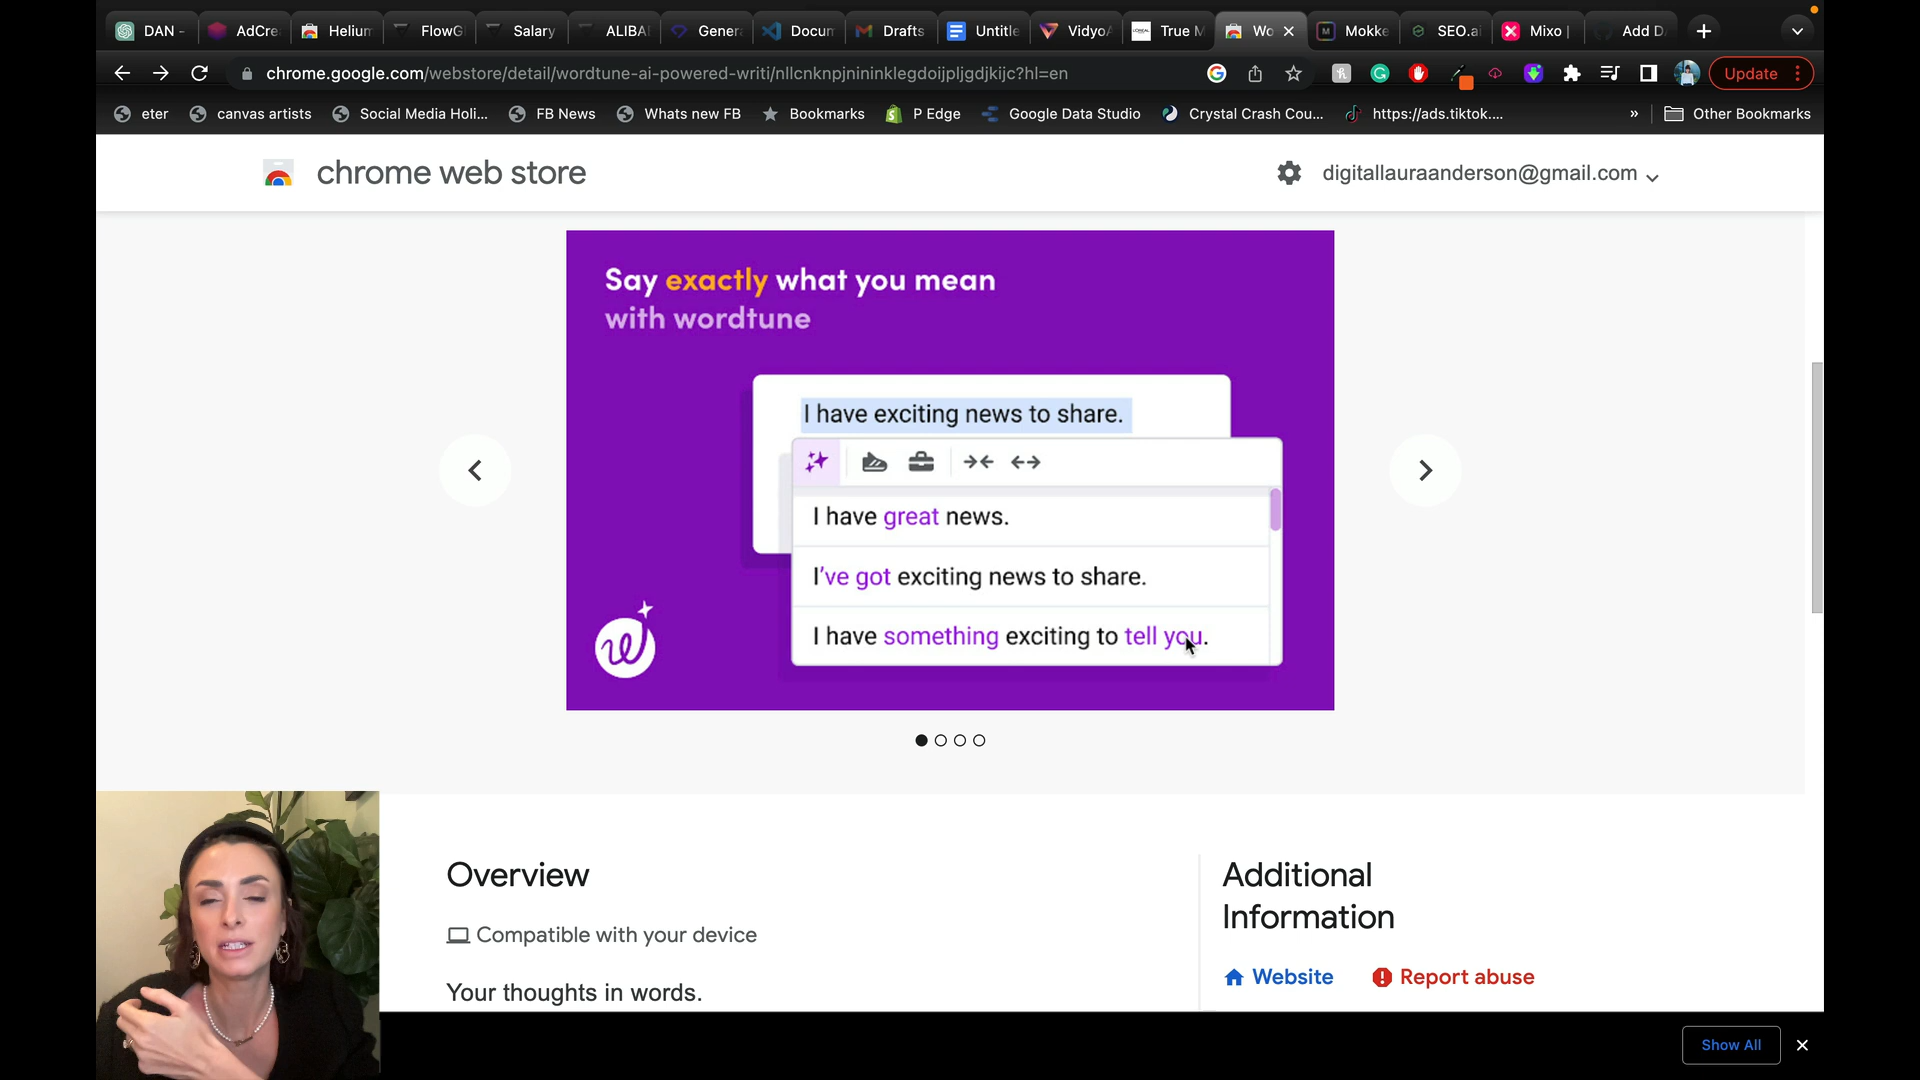 DAN -
AdCre
Helium
FlowG
Salary
ALIBA
Gener
Docum
Drafts
Untitle
VidyoA
True M
Wo
Mokke
SEO.ai
Mixo |
Add D
chrome.google.com/webstore/detail/wordtune-ai-powered-writi/nllcnknpjnininklegdoijpljgdjkijc?hl=en
Update
eter
canvas artists
Social Media Holi...
FB News
Whats new FB
Bookmarks
P Edge
Google Data Studio
Crystal Crash Cou...
https://ads.tiktok....
»
Other Bookmarks
chrome web store
digitallauraanderson@gmail.com
Say exactly what you mean
with wordtune
I have exciting news to share.
I have great news.
I've got exciting news to share.
I have something exciting to tell you.
w
Overview
Compatible with your device
Your thoughts in words.
Additional
Information
Website
Report abuse
Show All